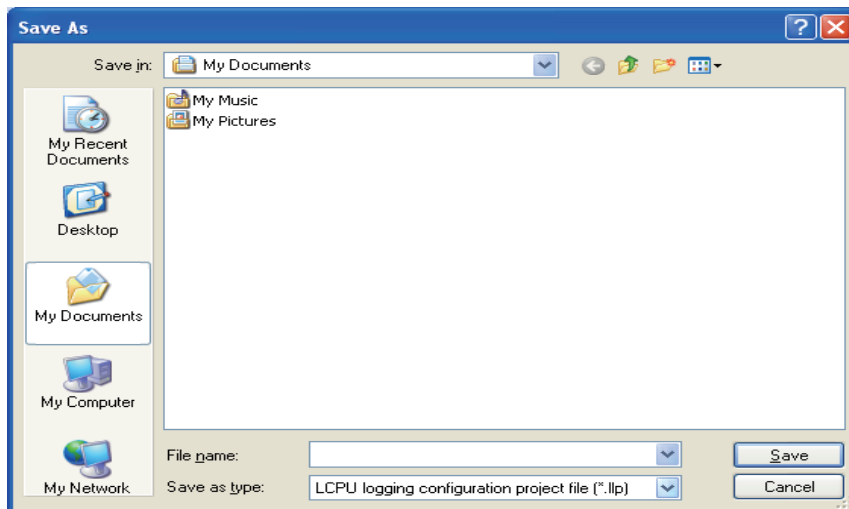 Save As
Save in: My Documents
My Music
My Pictures
My Recent
Documents
Desktop
My Documents
My Computer
My Network
File name:
Save
Save as type: LCPU logging configuration project file (*.llp)
Cancel